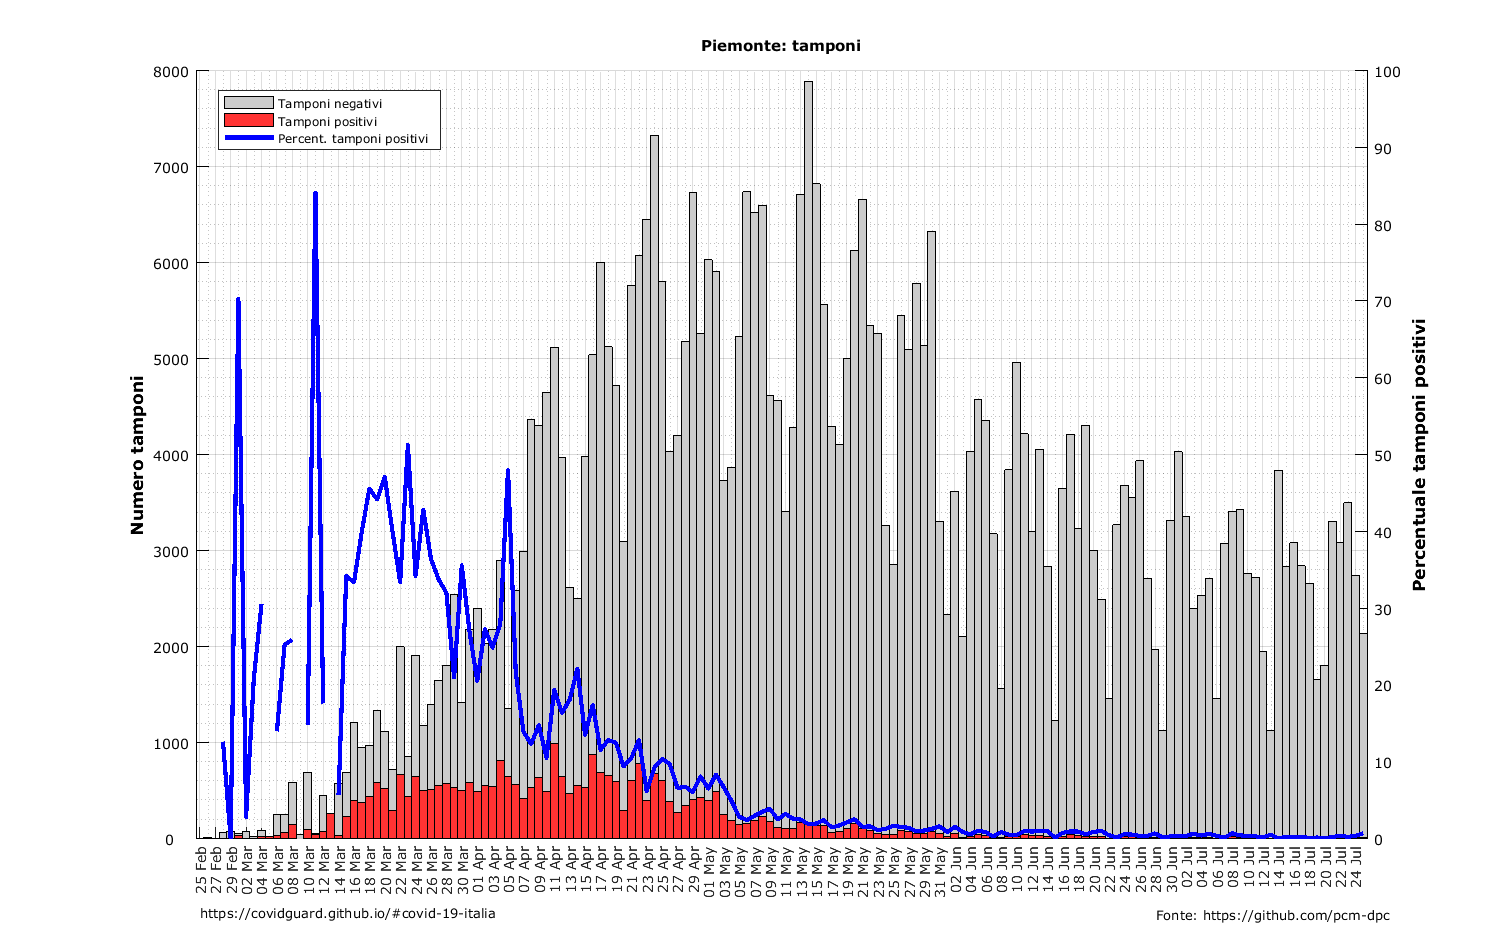 Piemonte: tamponi
Tamponi negativi
Tamponi positivi
Percent. tamponi positivi
Numero tamponi
8000
7000
6000
5000
4000
3000
2000
1000
0
100
90
80
70
60
50
40
30
20
10
0
Percentuale tamponi positivi
25 Feb
27 Feb
29 Feb
02 Mar
04 Mar
06 Mar
08 Mar
10 Mar
12 Mar
14 Mar
16 Mar
18 Mar
20 Mar
22 Mar
24 Mar
26 Mar
28 Mar
30 Mar
01 Apr
03 Apr
05 Apr
07 Apr
09 Apr
11 Apr
13 Apr
15 Apr
17 Apr
19 Apr
21 Apr
23 Apr
25 Apr
27 Apr
29 Apr
01 May
03 May
05 May
07 May
09 May
11 May
13 May
15 May
17 May
19 May
21 May
23 May
25 May
27 May
29 May
31 May
02 Jun
04 Jun
06 Jun
08 Jun
10 Jun
12 Jun
14 Jun
16 Jun
18 Jun
20 Jun
22 Jun
24 Jun
26 Jun
28 Jun
30 Jun
02 Jul
04 Jul
06 Jul
08 Jul
10 Jul
12 Jul
14 Jul
16 Jul
18 Jul
20 Jul
22 Jul
24 Jul
https://covidguard.github.io/#covid-19-italia
Fonte: https://github.com/pcm-dpc